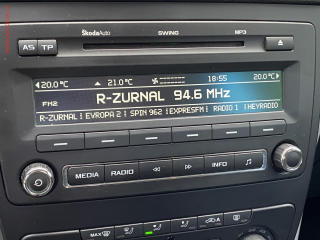 ŠkodaAuto SWING MP3
AS TP
20.0°C 21.0°C 18:55 20.0°C
FM2 R-ZURNAL 94.6 MHz
R-ZURNAL EVROPA 2 SPIN 962 EXPRESFM RADIO 1 HEYRADIO
MEDIA RADIO INFO
MAX A